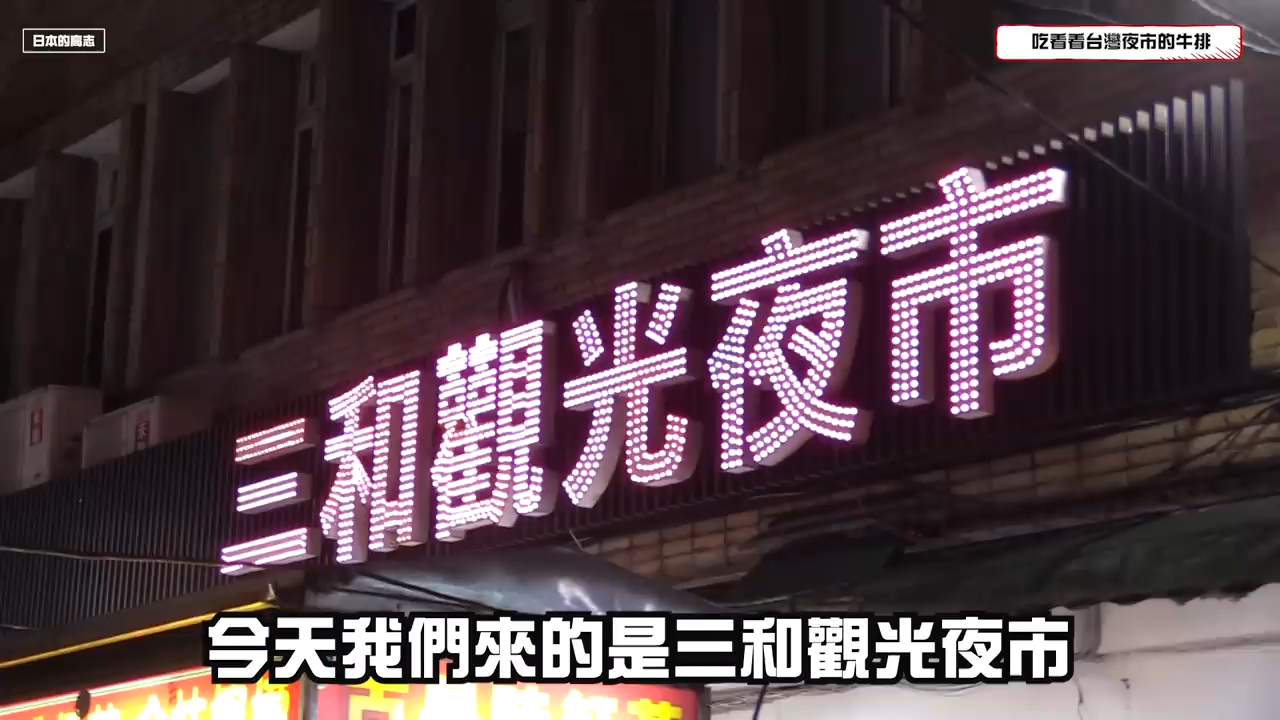 日本的高志
吃看看台灣夜市的牛排
三和觀光夜市
今天我們來的是三和觀光夜市